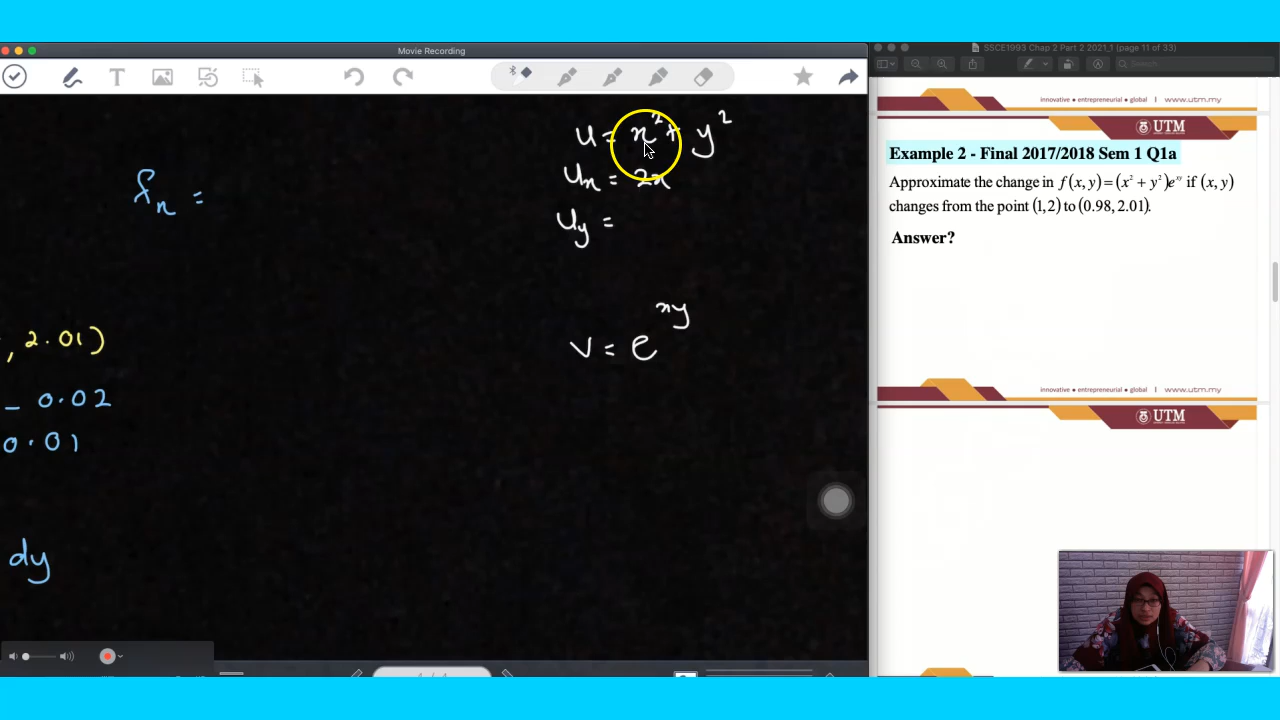 Movie Recording
T
u = x² + y²
uₓ = 2x
u_y =
fₓ =
v = e^{xy}
, 2.01)
- 0.02
0.01
dy
SSCE1993 Chap 2 Part 2 2021_1 (page 11 of 33)
Search
innovative ● entrepreneurial ● global | www.utm.my
UTM
Example 2 - Final 2017/2018 Sem 1 Q1a
Approximate the change in f(x, y) = (x² + y²)e^{xy} if (x, y)
changes from the point (1, 2) to (0.98, 2.01).
Answer?
innovative ● entrepreneurial ● global | www.utm.my
UTM